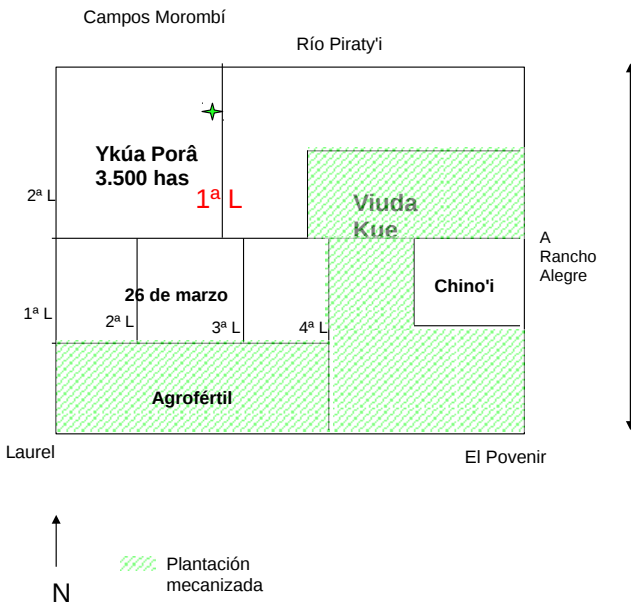 Campos Morombí
Río Piraty'i
Ykúa Porâ
3.500 has
2ª L
1ª L
Viuda
Kue
A
Rancho
Alegre
Chino'i
26 de marzo
1ª L
2ª L
3ª L
4ª L
Agrofértil
Laurel
El Povenir
Plantación
mecanizada
N